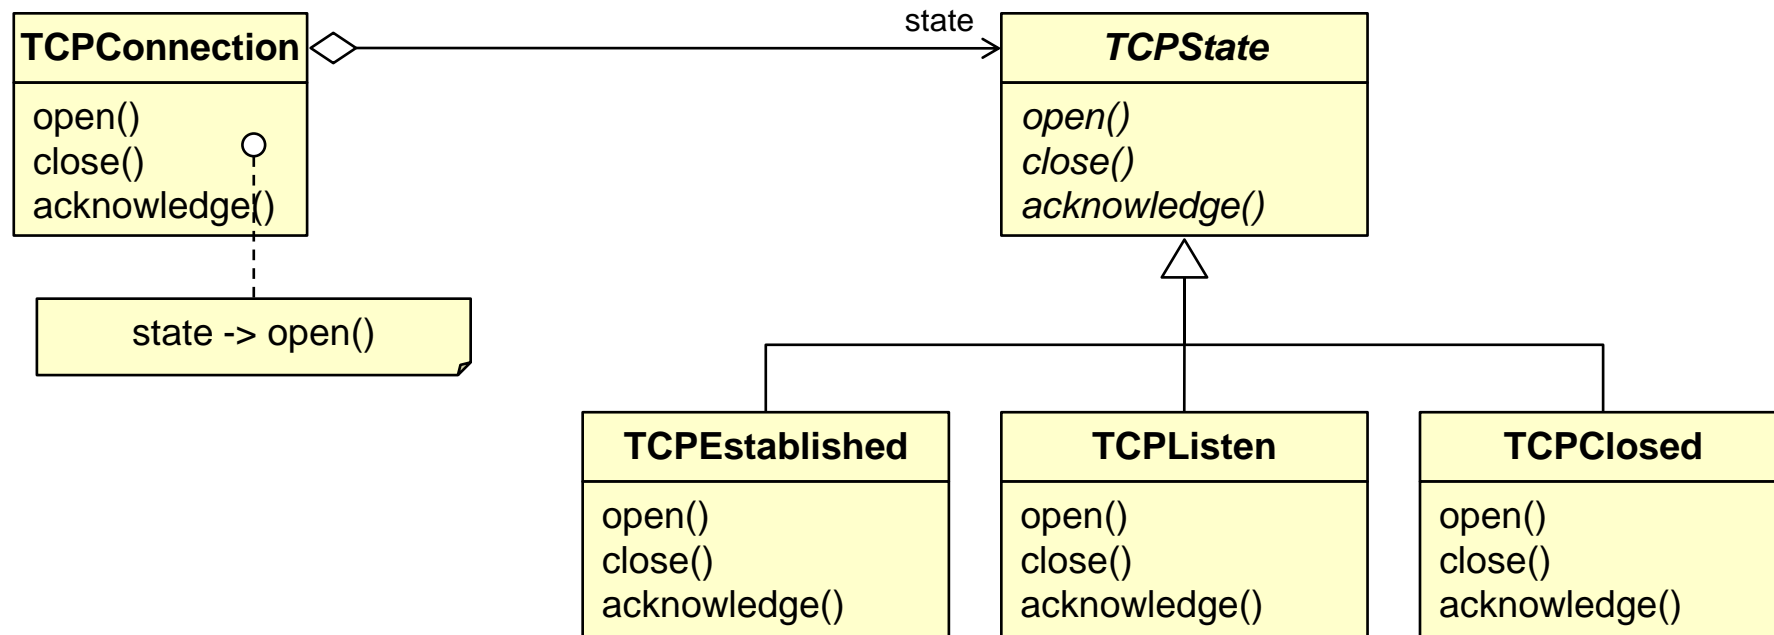 TCPConnection
open()
close()
acknowledge()
state -> open()
state
TCPState
open()
close()
acknowledge()
TCPEstablished
open()
close()
acknowledge()
TCPListen
open()
close()
acknowledge()
TCPClosed
open()
close()
acknowledge()